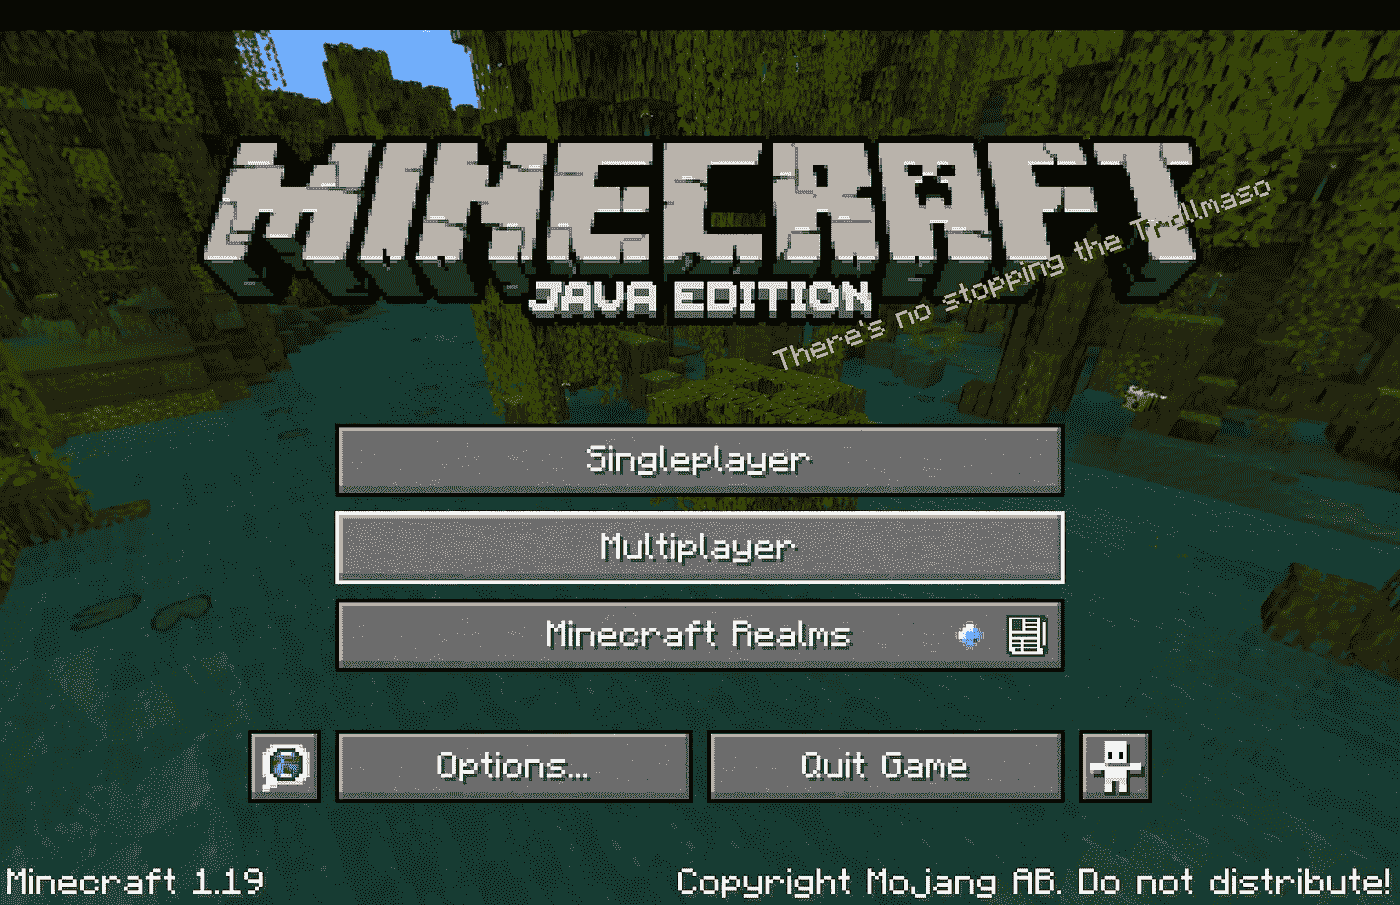 MINECRAFT
JAVA EDITION
There's no stopping the Trollmaso
Singleplayer
Multiplayer
Minecraft Realms
Options...
Quit Game
Minecraft 1.19
Copyright Mojang AB. Do not distribute!